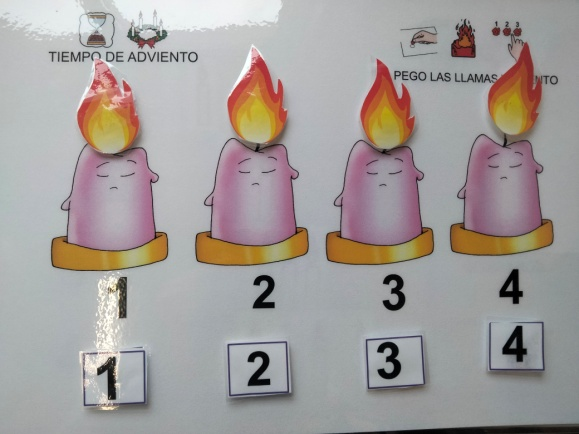 TIEMPO DE ADVIENTO
1 2 3
PEGO LAS LLAMAS
1 2 3 4
1 2 3 4